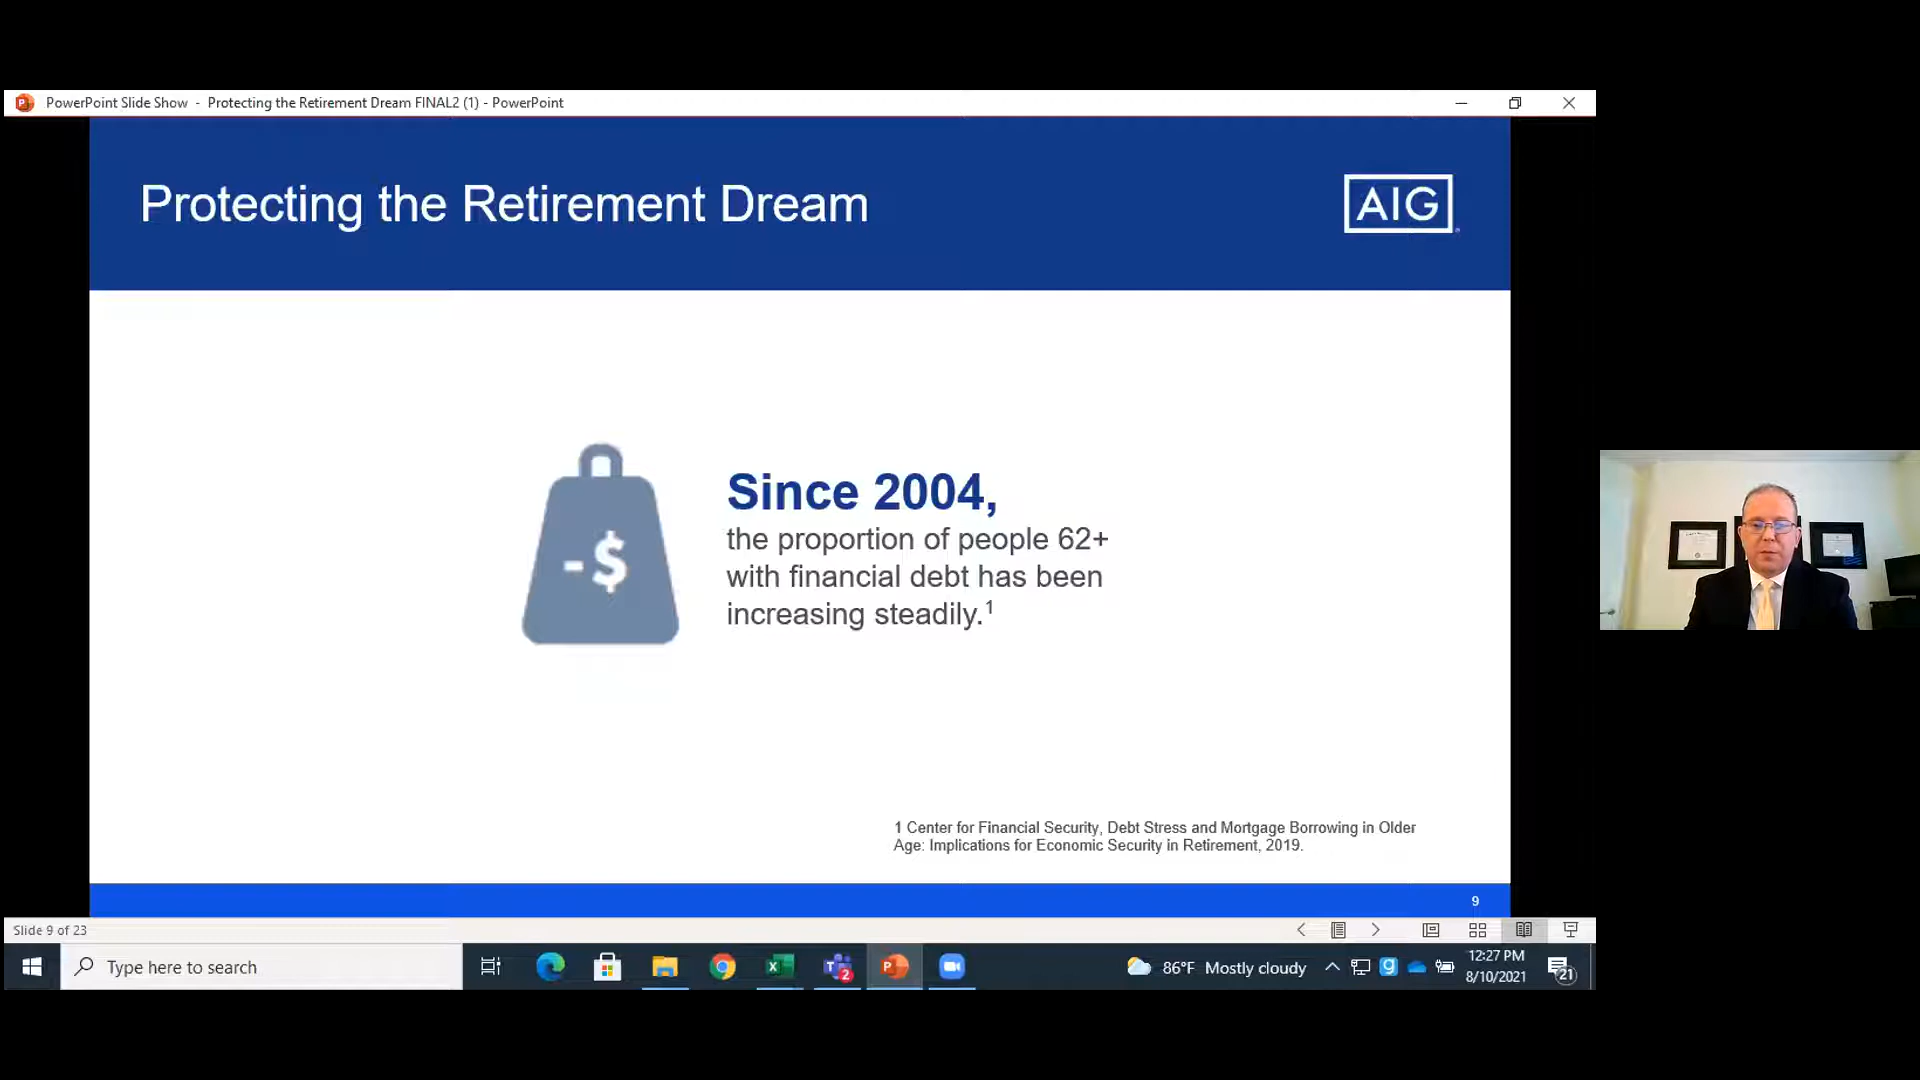 PowerPoint Slide Show - Protecting the Retirement Dream FINAL2 (1) - PowerPoint
Protecting the Retirement Dream
AIG
-$
Since 2004,
the proportion of people 62+
with financial debt has been
increasing steadily.1
1 Center for Financial Security, Debt Stress and Mortgage Borrowing in Older
Age: Implications for Economic Security in Retirement, 2019.
9
Slide 9 of 23
Type here to search
2
86°F Mostly cloudy
12:27 PM
8/10/2021
21